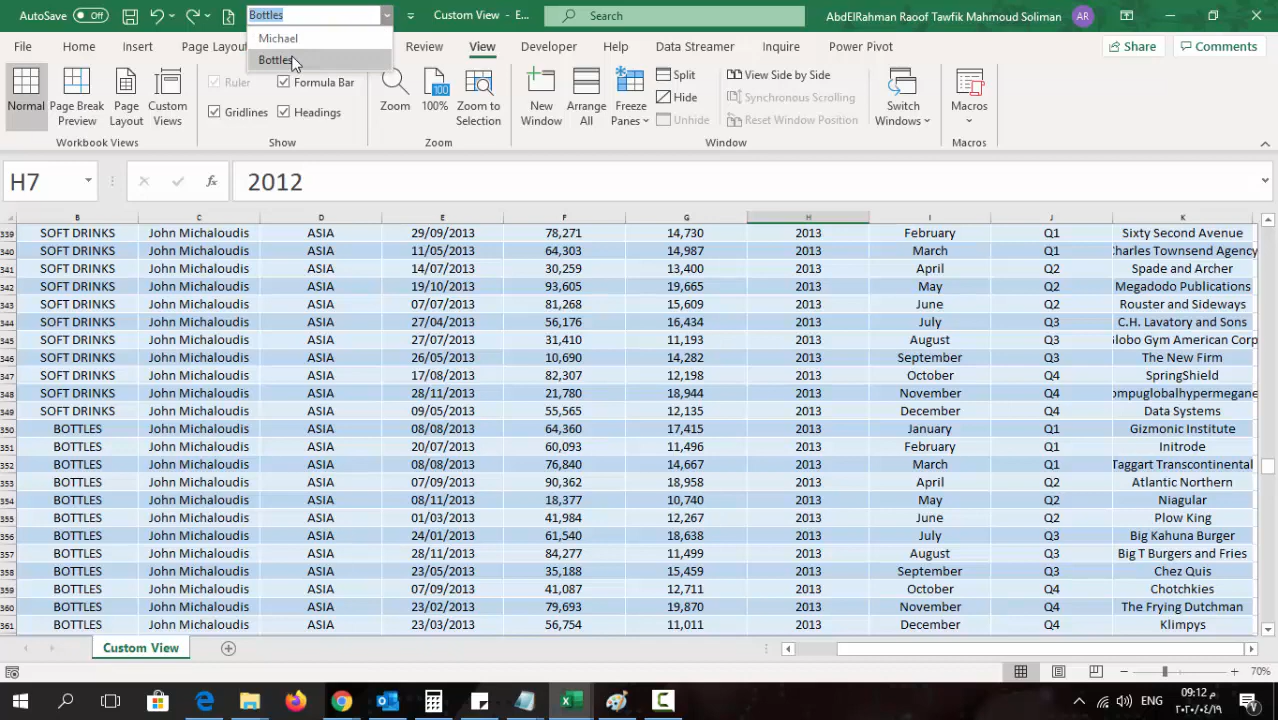 AutoSave Off Bottles Custom View - E... Search AbdElRahman Raoof Tawfik Mahmoud Soliman AR
Michael
Bottles
File Home Insert Page Layou Review View Developer Help Data Streamer Inquire Power Pivot Share Comments
Normal Page Break Preview Page Layout Custom Views
Workbook Views
Ruler Formula Bar
Gridlines Headings
Show
Zoom 100% Zoom to Selection
Zoom
New Window Arrange All Freeze Panes
Split View Side by Side
Hide Synchronous Scrolling
Unhide Reset Window Position
Window
Switch Windows
Macros
Macros
H7 2012
B C D E F G H I J K
339 SOFT DRINKS John Michaloudis ASIA 29/09/2013 78,271 14,730 2013 February Q1 Sixty Second Avenue
340 SOFT DRINKS John Michaloudis ASIA 11/05/2013 64,303 14,987 2013 March Q1 Charles Townsend Agency
341 SOFT DRINKS John Michaloudis ASIA 14/07/2013 30,259 13,400 2013 April Q2 Spade and Archer
342 SOFT DRINKS John Michaloudis ASIA 19/10/2013 93,605 19,665 2013 May Q2 Megadodo Publications
343 SOFT DRINKS John Michaloudis ASIA 07/07/2013 81,268 15,609 2013 June Q2 Rouster and Sideways
344 SOFT DRINKS John Michaloudis ASIA 27/04/2013 56,176 16,434 2013 July Q3 C.H. Lavatory and Sons
345 SOFT DRINKS John Michaloudis ASIA 27/07/2013 31,410 11,193 2013 August Q3 Globo Gym American Corp
346 SOFT DRINKS John Michaloudis ASIA 26/05/2013 10,690 14,282 2013 September Q3 The New Firm
347 SOFT DRINKS John Michaloudis ASIA 17/08/2013 82,307 12,198 2013 October Q4 SpringShield
348 SOFT DRINKS John Michaloudis ASIA 28/11/2013 21,780 18,944 2013 November Q4 ompuglobalhypermegane
349 SOFT DRINKS John Michaloudis ASIA 09/05/2013 55,565 12,135 2013 December Q4 Data Systems
350 BOTTLES John Michaloudis ASIA 08/08/2013 64,360 17,415 2013 January Q1 Gizmonic Institute
351 BOTTLES John Michaloudis ASIA 20/07/2013 60,093 11,496 2013 February Q1 Initrode
352 BOTTLES John Michaloudis ASIA 08/08/2013 76,840 14,667 2013 March Q1 Taggart Transcontinental
353 BOTTLES John Michaloudis ASIA 07/09/2013 90,362 18,958 2013 April Q2 Atlantic Northern
354 BOTTLES John Michaloudis ASIA 08/11/2013 18,377 10,740 2013 May Q2 Niagular
355 BOTTLES John Michaloudis ASIA 01/03/2013 41,984 12,267 2013 June Q2 Plow King
356 BOTTLES John Michaloudis ASIA 24/01/2013 61,540 18,638 2013 July Q3 Big Kahuna Burger
357 BOTTLES John Michaloudis ASIA 28/11/2013 84,277 11,499 2013 August Q3 Big T Burgers and Fries
358 BOTTLES John Michaloudis ASIA 23/05/2013 35,188 15,459 2013 September Q3 Chez Quis
359 BOTTLES John Michaloudis ASIA 07/09/2013 41,087 12,711 2013 October Q4 Chotchkies
360 BOTTLES John Michaloudis ASIA 23/02/2013 79,693 19,870 2013 November Q4 The Frying Dutchman
361 BOTTLES John Michaloudis ASIA 23/03/2013 56,754 11,011 2013 December Q4 Klimpys
Custom View
70%
ENG م 09:12
٢٠٢٠/٠٤/١٩